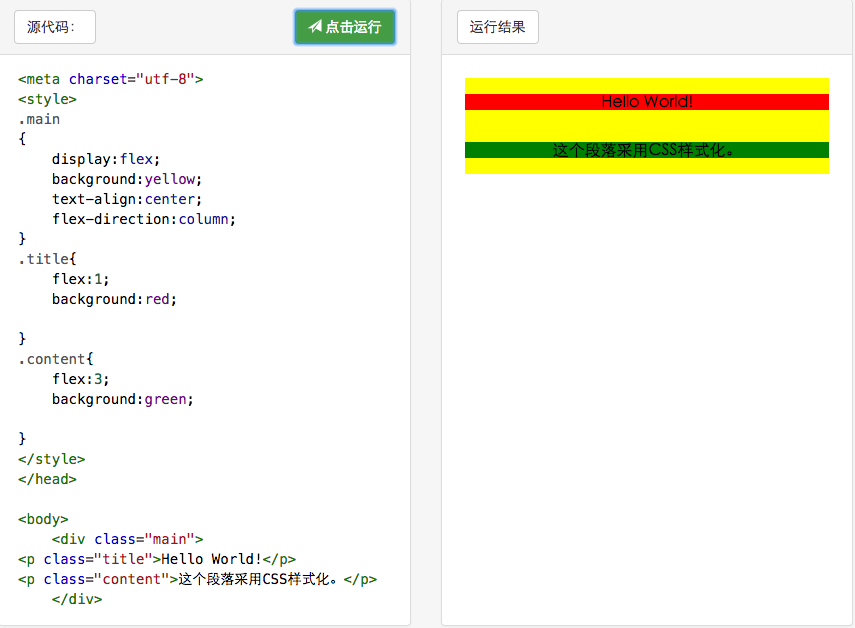 源代码：
点击运行
<meta charset="utf-8">
<style>
.main
{
    display:flex;
    background:yellow;
    text-align:center;
    flex-direction:column;
}
.title{
    flex:1;
    background:red;

}
.content{
    flex:3;
    background:green;

}
</style>
</head>

<body>
    <div class="main">
<p class="title">Hello World!</p>
<p class="content">这个段落采用CSS样式化。</p>
    </div>
运行结果
Hello World!
这个段落采用CSS样式化。